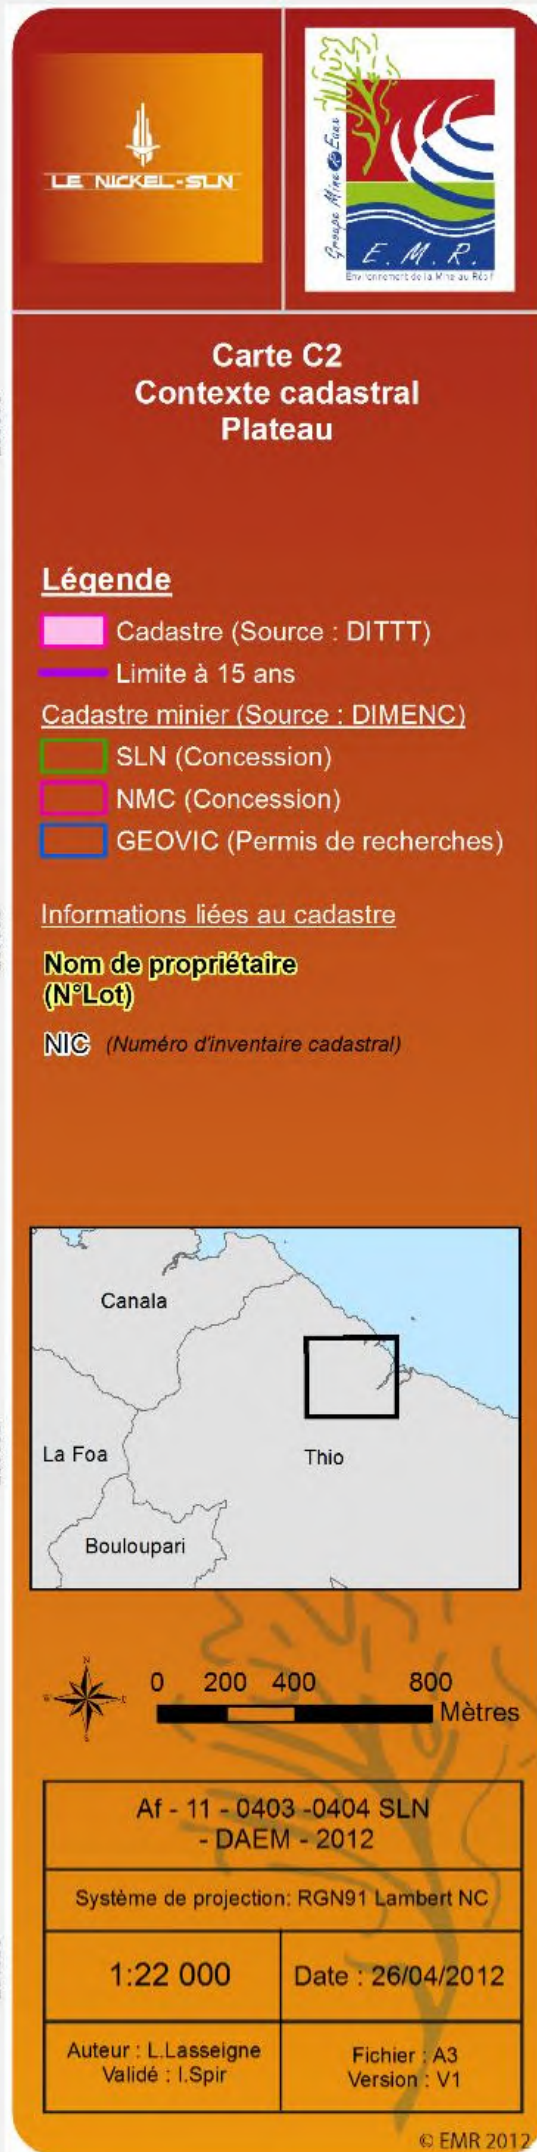 LE NICKEL-SLN
Groupe Mine R Eaux
E. M. R.
Environnement de la Mine au Récif
Carte C2
Contexte cadastral
Plateau
Légende
Cadastre (Source : DITTT)
Limite à 15 ans
Cadastre minier (Source : DIMENC)
SLN (Concession)
NMC (Concession)
GEOVIC (Permis de recherches)
Informations liées au cadastre
Nom de propriétaire
(N°Lot)
NIC (Numéro d'inventaire cadastral)
Canala
La Foa
Thio
Bouloupari
N
W E
S
0 200 400 800
Mètres
Af - 11 - 0403 -0404 SLN
- DAEM - 2012
Système de projection: RGN91 Lambert NC
1:22 000
Date : 26/04/2012
Auteur : L.Lasseigne
Validé : I.Spir
Fichier : A3
Version : V1
© EMR 2012